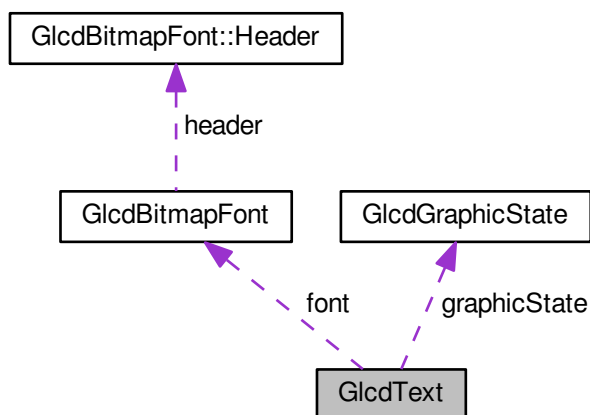 GlcdBitmapFont::Header
header
GlcdBitmapFont
GlcdGraphicState
font
graphicState
GlcdText